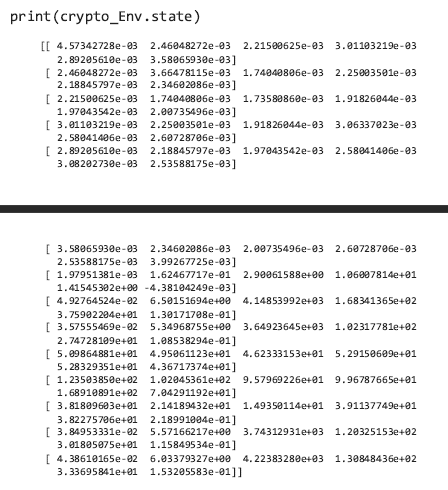 print(crypto_Env.state)
[[ 4.57342728e-03 2.46048272e-03 2.21500625e-03 3.01103219e-03
2.89205610e-03 3.58065930e-03]
[ 2.46048272e-03 3.66478115e-03 1.74040806e-03 2.25003501e-03
2.18845797e-03 2.34602086e-03]
[ 2.21500625e-03 1.74040806e-03 1.73580860e-03 1.91826044e-03
1.97043542e-03 2.00735496e-03]
[ 3.01103219e-03 2.25003501e-03 1.91826044e-03 3.06337023e-03
2.58041406e-03 2.60728706e-03]
[ 2.89205610e-03 2.18845797e-03 1.97043542e-03 2.58041406e-03
3.08202730e-03 2.53588175e-03]
[ 3.58065930e-03 2.34602086e-03 2.00735496e-03 2.60728706e-03
2.53588175e-03 3.99267725e-03]
[ 1.97951383e-03 1.62467717e-01 2.90061588e+00 1.06007814e+01
1.41545302e+00 -4.38104249e-03]
[ 4.92764524e-02 6.50151694e+00 4.14853992e+03 1.68341365e+02
3.75902204e+01 1.30171708e-01]
[ 3.57555469e-02 5.34968755e+00 3.64923645e+03 1.02317781e+02
2.74728109e+01 1.08538294e-01]
[ 5.09864881e+01 4.95061123e+01 4.62333153e+01 5.29150609e+01
5.28329351e+01 4.36717374e+01]
[ 1.23503850e+02 1.02045361e+02 9.57969226e+01 9.96787665e+01
1.68910891e+02 7.04291192e+01]
[ 3.81809603e+01 2.14189432e+01 1.49350114e+01 3.91137749e+01
3.82275706e+01 2.18991004e-01]
[ 3.84953331e-02 5.57166217e+00 3.74312931e+03 1.20325153e+02
3.01805075e+01 1.15849534e-01]
[ 4.38610165e-02 6.03379327e+00 4.22383280e+03 1.30848436e+02
3.33695841e+01 1.53205583e-01]]